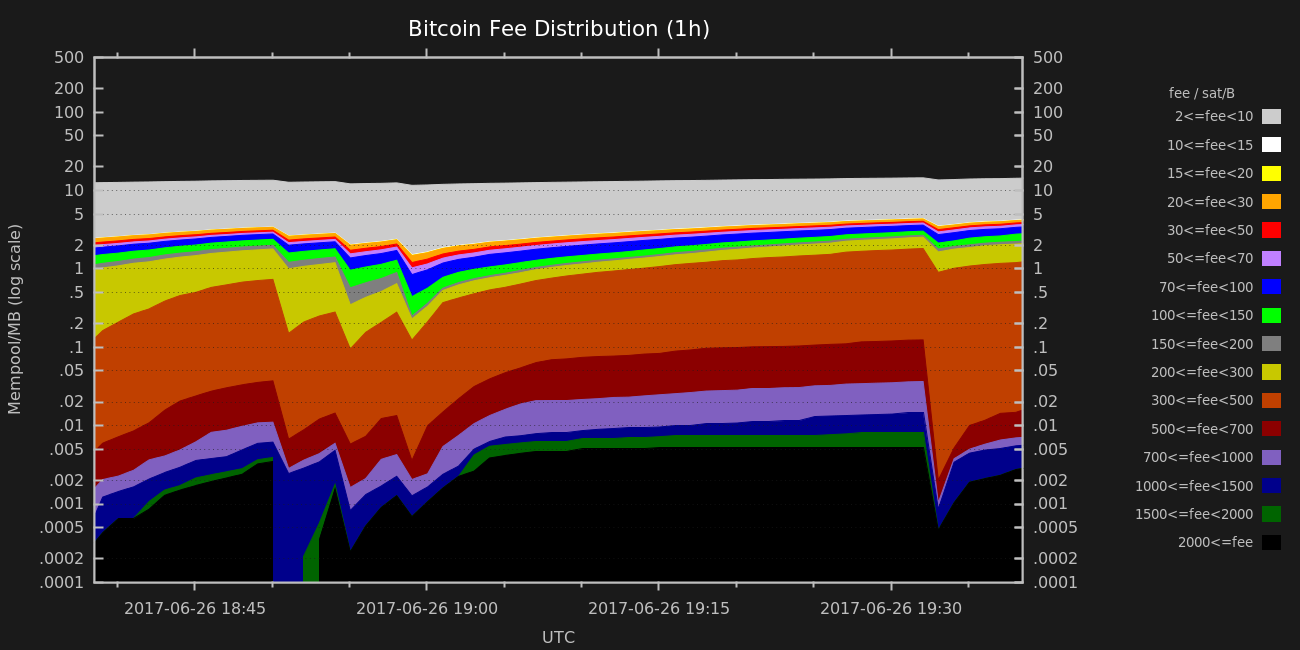 Bitcoin Fee Distribution (1h)
Mempool/MB (log scale)
500
200
100
50
20
10
5
2
1
.5
.2
.1
.05
.02
.01
.005
.002
.001
.0005
.0002
.0001
500
200
100
50
20
10
5
2
1
.5
.2
.1
.05
.02
.01
.005
.002
.001
.0005
.0002
.0001
2017-06-26 18:45
2017-06-26 19:00
2017-06-26 19:15
2017-06-26 19:30
UTC
fee / sat/B
2<=fee<10
10<=fee<15
15<=fee<20
20<=fee<30
30<=fee<50
50<=fee<70
70<=fee<100
100<=fee<150
150<=fee<200
200<=fee<300
300<=fee<500
500<=fee<700
700<=fee<1000
1000<=fee<1500
1500<=fee<2000
2000<=fee